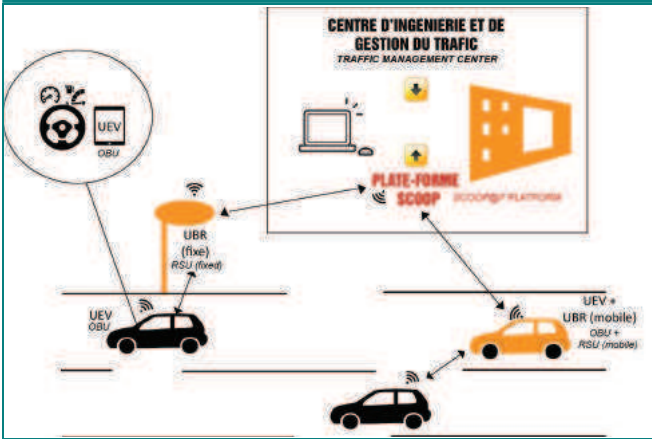 CENTRE D'INGENIERIE ET DE
GESTION DU TRAFIC
TRAFFIC MANAGEMENT CENTER
UEV
OBU
PLATE-FORME
SCOOP
SCOOP@F PLATFORM
UBR
(fixe)
RSU (fixed)
UEV
OBU
UEV +
UBR (mobile)
OBU +
RSU (mobile)